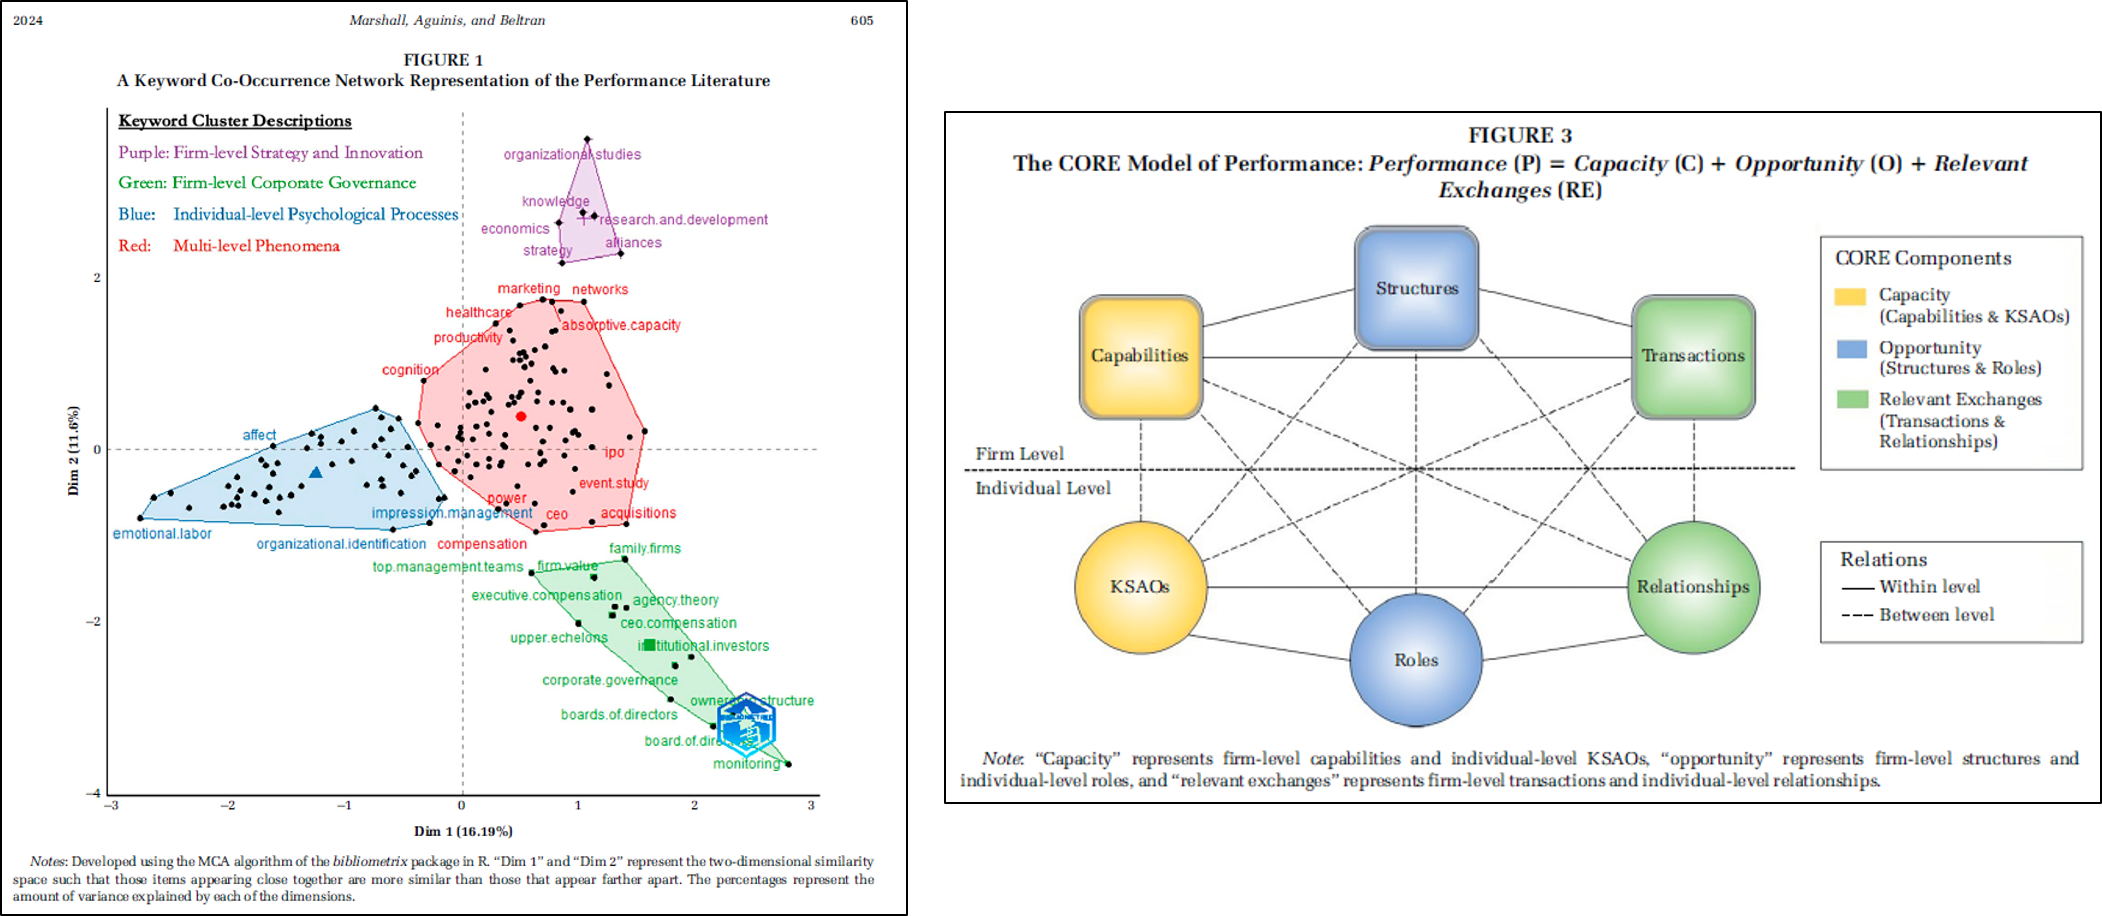 2024
Marshall, Aguinis, and Beltran
605
FIGURE 1
A Keyword Co-Occurrence Network Representation of the Performance Literature
Keyword Cluster Descriptions
Purple: Firm-level Strategy and Innovation
Green: Firm-level Corporate Governance
Blue: Individual-level Psychological Processes
Red: Multi-level Phenomena
organizational.studies
knowledge
research.and.development
economics
alliances
strategy
2
marketing
networks
healthcare
absorptive.capacity
productivity
cognition
affect
0
ipo
event.study
power
impression.management
ceo
acquisitions
emotional.labor
organizational.identification
compensation
family.firms
top.management.teams
firm.value
executive.compensation
agency.theory
ceo.compensation
−2
upper.echelons
institutional.investors
corporate.governance
boards.of.directors
monitoring
−4
Dim 2 (11.6%)
−3
−2
−1
0
1
2
3
Dim 1 (16.19%)
Notes: Developed using the MCA algorithm of the bibliometrix package in R. “Dim 1” and “Dim 2” represent the two-dimensional similarity
space such that those items appearing close together are more similar than those that appear farther apart. The percentages represent the
amount of variance explained by each of the dimensions.
FIGURE 3
The CORE Model of Performance: Performance (P) = Capacity (C) + Opportunity (O) + Relevant
Exchanges (RE)
Structures
Capabilities
Transactions
Firm Level
Individual Level
KSAOs
Relationships
Roles
CORE Components
Capacity
(Capabilities & KSAOs)
Opportunity
(Structures & Roles)
Relevant Exchanges
(Transactions &
Relationships)
Relations
Within level
Between level
Note: “Capacity” represents firm-level capabilities and individual-level KSAOs, “opportunity” represents firm-level structures and
individual-level roles, and “relevant exchanges” represents firm-level transactions and individual-level relationships.